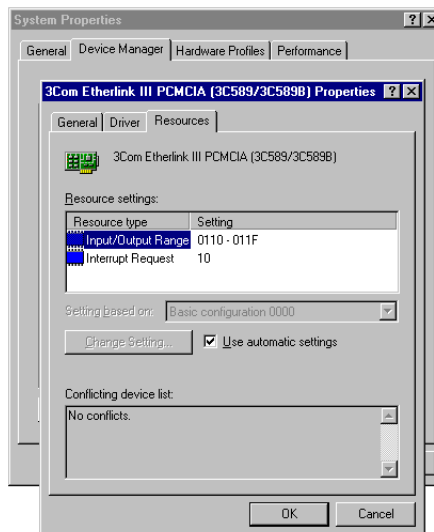 System Properties
General Device Manager Hardware Profiles Performance
3Com Etherlink III PCMCIA (3C589/3C589B) Properties
General Driver Resources
3Com Etherlink III PCMCIA (3C589/3C589B)
Resource settings:
Resource type Setting
Input/Output Range 0110 - 011F
Interrupt Request 10
Setting based on: Basic configuration 0000
Change Setting... Use automatic settings
Conflicting device list:
No conflicts.
OK Cancel